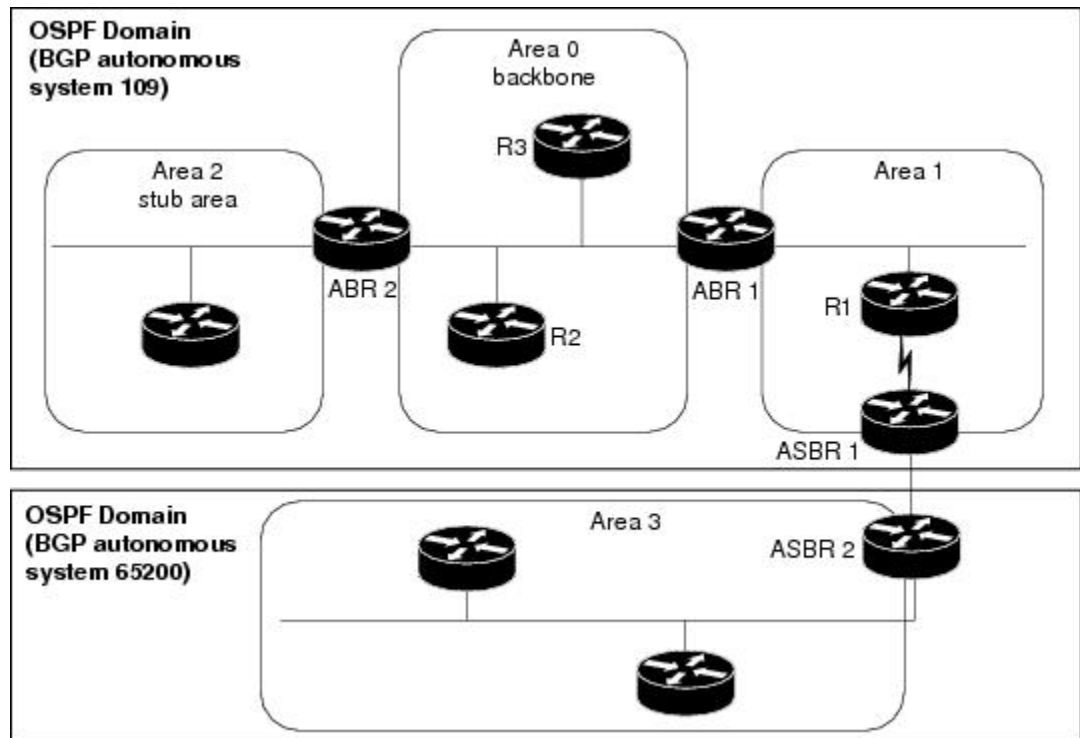 OSPF Domain
(BGP autonomous
system 109)
Area 0
backbone
R3
Area 2
stub area
Area 1
ABR 2
ABR 1
R1
R2
ASBR 1
OSPF Domain
(BGP autonomous
system 65200)
Area 3
ASBR 2